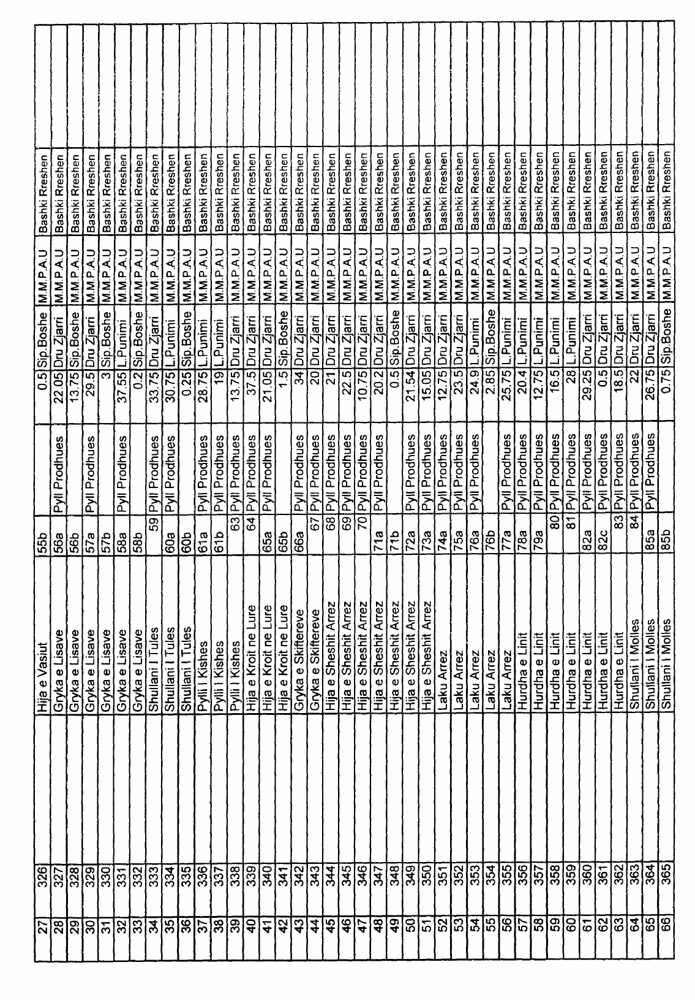 27 326 Hija e Vasiut 55b 0.5 Sip.Boshe M.M.P.A.U Bashki Rreshen
28 327 Gryka e Lisave 56a Pyll Prodhues 22.05 Dru Zjarri M.M.P.A.U Bashki Rreshen
29 328 Gryka e Lisave 56b 13.75 Sip.Boshe M.M.P.A.U Bashki Rreshen
30 329 Gryka e Lisave 57a Pyll Prodhues 29.5 Dru Zjarri M.M.P.A.U Bashki Rreshen
31 330 Gryka e Lisave 57b 3 Sip.Boshe M.M.P.A.U Bashki Rreshen
32 331 Gryka e Lisave 58a Pyll Prodhues 37.55 L.Punimi M.M.P.A.U Bashki Rreshen
33 332 Gryka e Lisave 58b 0.2 Sip.Boshe M.M.P.A.U Bashki Rreshen
34 333 Shullani I Tules 59 Pyll Prodhues 33.75 Dru Zjarri M.M.P.A.U Bashki Rreshen
35 334 Shullani I Tules 60a Pyll Prodhues 30.75 L.Punimi M.M.P.A.U Bashki Rreshen
36 335 Shullani I Tules 60b 0.25 Sip.Boshe M.M.P.A.U Bashki Rreshen
37 336 Pylli I Kishes 61a Pyll Prodhues 28.75 L.Punimi M.M.P.A.U Bashki Rreshen
38 337 Pylli I Kishes 61b Pyll Prodhues 19 L.Punimi M.M.P.A.U Bashki Rreshen
39 338 Pylli I Kishes 63 Pyll Prodhues 13.75 Dru Zjarri M.M.P.A.U Bashki Rreshen
40 339 Hija e Kroit ne Lure 64 Pyll Prodhues 37.5 Dru Zjarri M.M.P.A.U Bashki Rreshen
41 340 Hija e Kroit ne Lure 65a Pyll Prodhues 21.05 Dru Zjarri M.M.P.A.U Bashki Rreshen
42 341 Hija e Kroit ne Lure 65b 1.5 Sip.Boshe M.M.P.A.U Bashki Rreshen
43 342 Gryka e Skiftereve 66a Pyll Prodhues 34 Dru Zjarri M.M.P.A.U Bashki Rreshen
44 343 Gryka e Skiftereve 67 Pyll Prodhues 20 Dru Zjarri M.M.P.A.U Bashki Rreshen
45 344 Hija e Sheshit Arrez 68 Pyll Prodhues 21 Dru Zjarri M.M.P.A.U Bashki Rreshen
46 345 Hija e Sheshit Arrez 69 Pyll Prodhues 22.5 Dru Zjarri M.M.P.A.U Bashki Rreshen
47 346 Hija e Sheshit Arrez 70 Pyll Prodhues 10.75 Dru Zjarri M.M.P.A.U Bashki Rreshen
48 347 Hija e Sheshit Arrez 71a Pyll Prodhues 20.2 Dru Zjarri M.M.P.A.U Bashki Rreshen
49 348 Hija e Sheshit Arrez 71b 0.5 Sip.Boshe M.M.P.A.U Bashki Rreshen
50 349 Hija e Sheshit Arrez 72a Pyll Prodhues 21.54 Dru Zjarri M.M.P.A.U Bashki Rreshen
51 350 Hija e Sheshit Arrez 73a Pyll Prodhues 15.05 Dru Zjarri M.M.P.A.U Bashki Rreshen
52 351 Laku Arrez 74a Pyll Prodhues 12.75 Dru Zjarri M.M.P.A.U Bashki Rreshen
53 352 Laku Arrez 75a Pyll Prodhues 23.5 Dru Zjarri M.M.P.A.U Bashki Rreshen
54 353 Laku Arrez 76a Pyll Prodhues 24.9 L.Punimi M.M.P.A.U Bashki Rreshen
55 354 Laku Arrez 76b 2.85 Sip.Boshe M.M.P.A.U Bashki Rreshen
56 355 Laku Arrez 77a Pyll Prodhues 25.75 L.Punimi M.M.P.A.U Bashki Rreshen
57 356 Hurdha e Linit 78a Pyll Prodhues 20.4 L.Punimi M.M.P.A.U Bashki Rreshen
58 357 Hurdha e Linit 79a Pyll Prodhues 12.75 L.Punimi M.M.P.A.U Bashki Rreshen
59 358 Hurdha e Linit 80 Pyll Prodhues 16.5 L.Punimi M.M.P.A.U Bashki Rreshen
60 359 Hurdha e Linit 81 Pyll Prodhues 28 L.Punimi M.M.P.A.U Bashki Rreshen
61 360 Hurdha e Linit 82a Pyll Prodhues 29.25 Dru Zjarri M.M.P.A.U Bashki Rreshen
62 361 Hurdha e Linit 82c Pyll Prodhues 0.5 Dru Zjarri M.M.P.A.U Bashki Rreshen
63 362 Hurdha e Linit 83 Pyll Prodhues 18.5 Dru Zjarri M.M.P.A.U Bashki Rreshen
64 363 Shullani I Molles 84 Pyll Prodhues 22 Dru Zjarri M.M.P.A.U Bashki Rreshen
65 364 Shullani I Molles 85a Pyll Prodhues 26.75 Dru Zjarri M.M.P.A.U Bashki Rreshen
66 365 Shullani I Molles 85b 0.75 Sip.Boshe M.M.P.A.U Bashki Rreshen